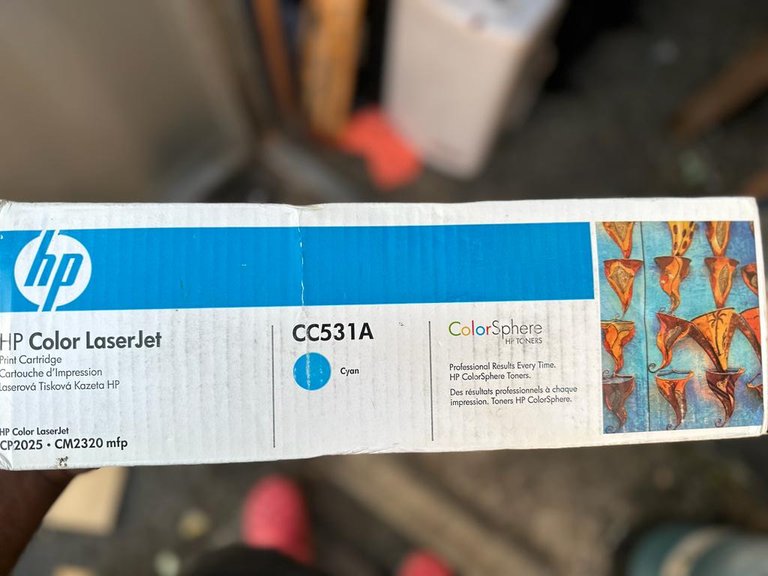 hp
HP Color LaserJet
Print Cartridge
Cartouche d'Impression
Laserová Tisková Kazeta HP
HP Color LaserJet
CP2025 • CM2320 mfp
CC531A
Cyan
ColorSphere
HP TONERS
Professional Results Every Time.
HP ColorSphere Toners.
Des résultats professionnels à chaque
impression. Toners HP ColorSphere.